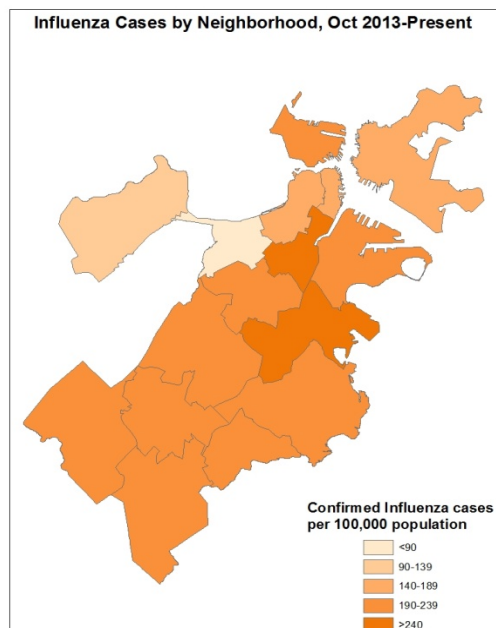 Influenza Cases by Neighborhood, Oct 2013-Present
Confirmed Influenza cases
per 100,000 population
<90
90-139
140-189
190-239
>240